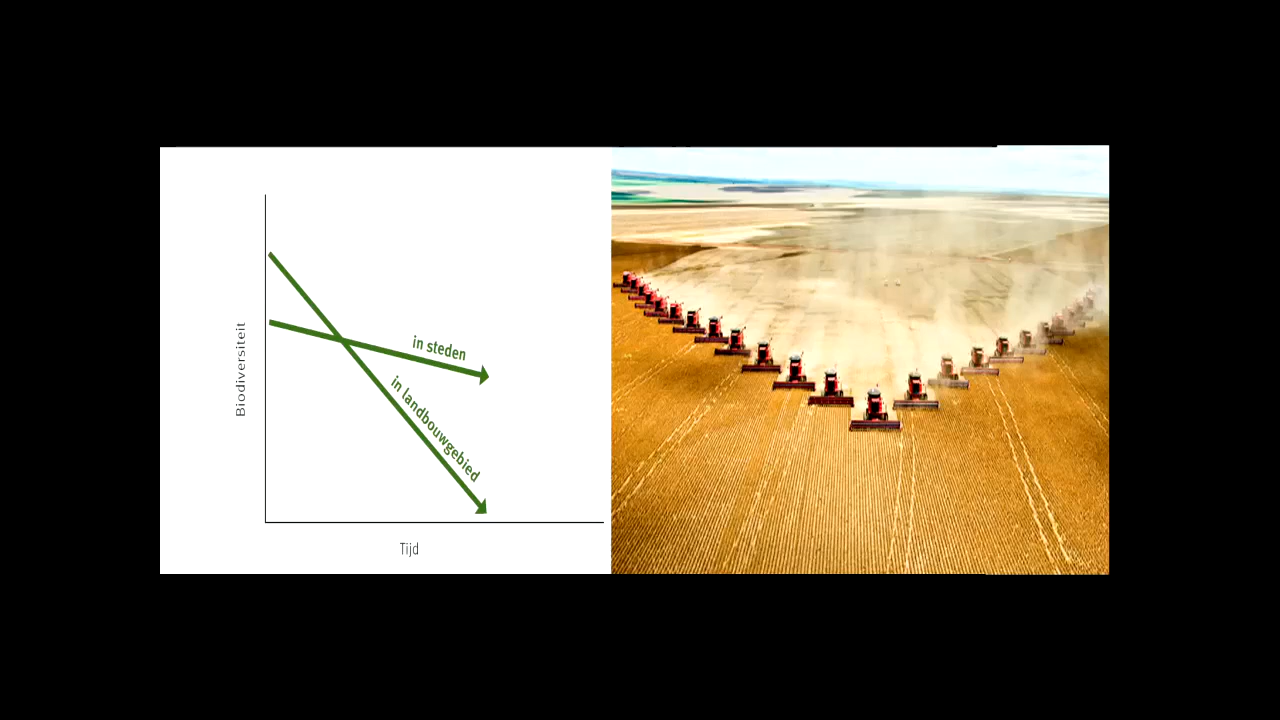 Biodiversiteit
in steden
in landbouwgebied
Tijd